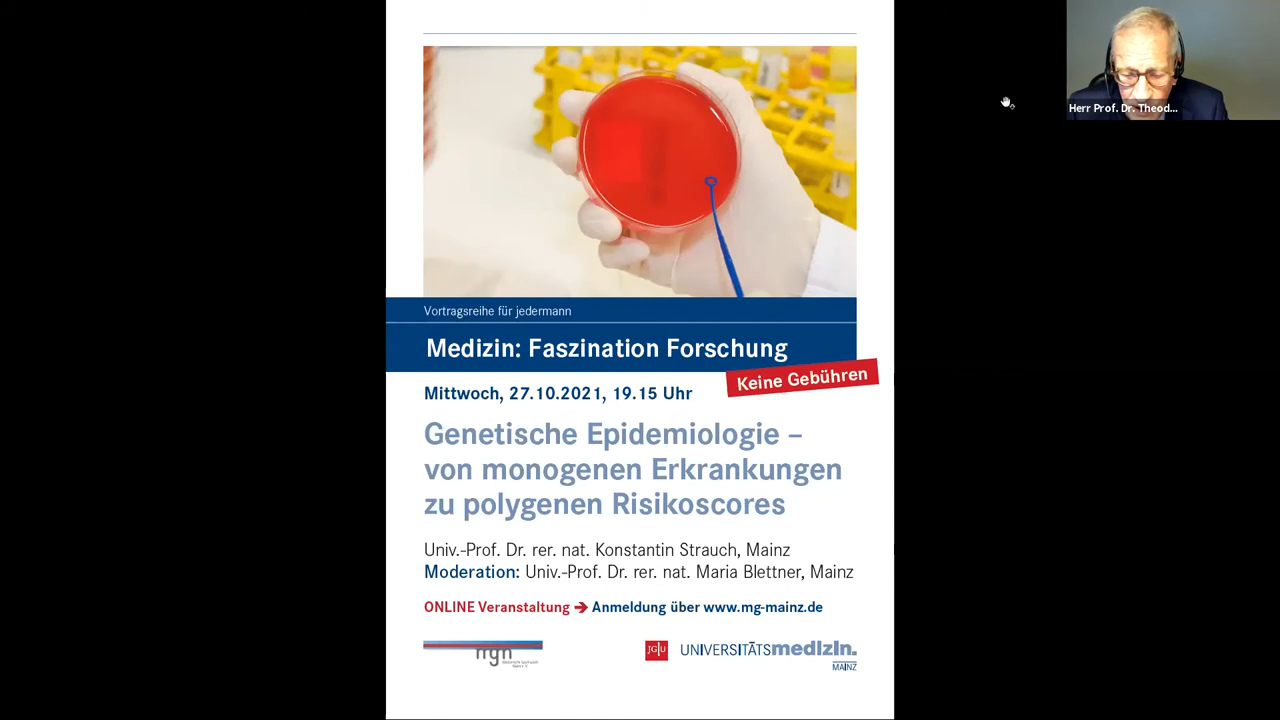 Herr Prof. Dr. Theod...
Vortragsreihe für jedermann
Medizin: Faszination Forschung
Keine Gebühren
Mittwoch, 27.10.2021, 19.15 Uhr
Genetische Epidemiologie –
von monogenen Erkrankungen
zu polygenen Risikoscores
Univ.-Prof. Dr. rer. nat. Konstantin Strauch, Mainz
Moderation: Univ.-Prof. Dr. rer. nat. Maria Blettner, Mainz
ONLINE Veranstaltung ➔ Anmeldung über www.mg-mainz.de
JG|U UNIVERSITÄTSmedizin.
MAINZ